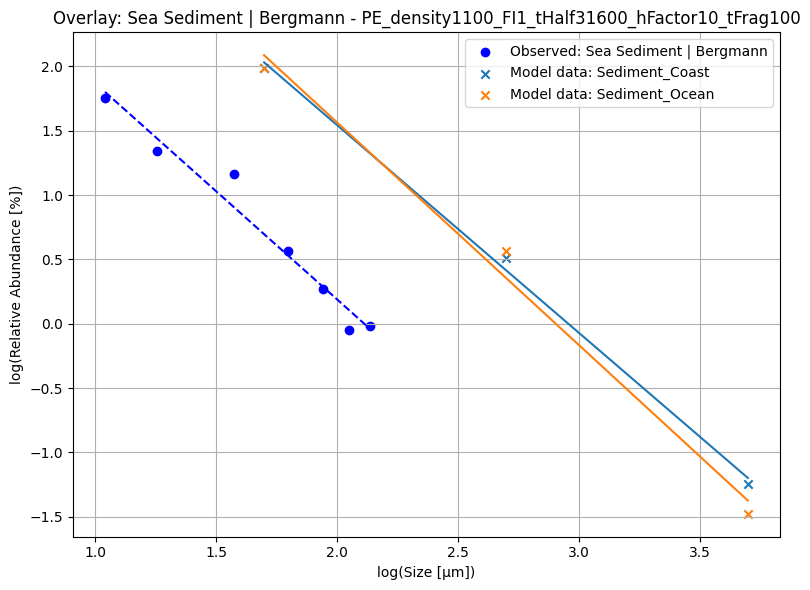 Overlay: Sea Sediment | Bergmann - PE_density1100_FI1_tHalf31600_hFactor10_tFrag100
Observed: Sea Sediment | Bergmann
Model data: Sediment_Coast
Model data: Sediment_Ocean
log(Relative Abundance [%])
2.0
1.5
1.0
0.5
0.0
−0.5
−1.0
−1.5
1.0 1.5 2.0 2.5 3.0 3.5
log(Size [µm])